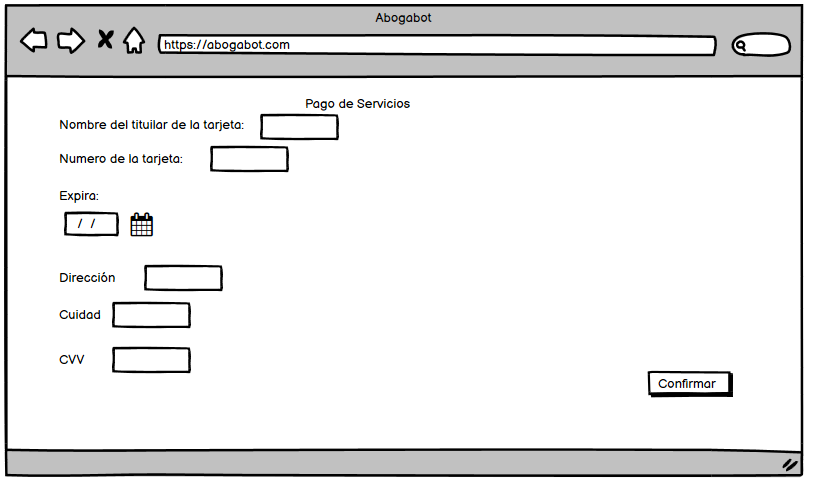 Abogabot
https://abogabot.com
Pago de Servicios
Nombre del tituilar de la tarjeta:
Numero de la tarjeta:
Expira:
/ /
Dirección
Cuidad
CVV
Confirmar